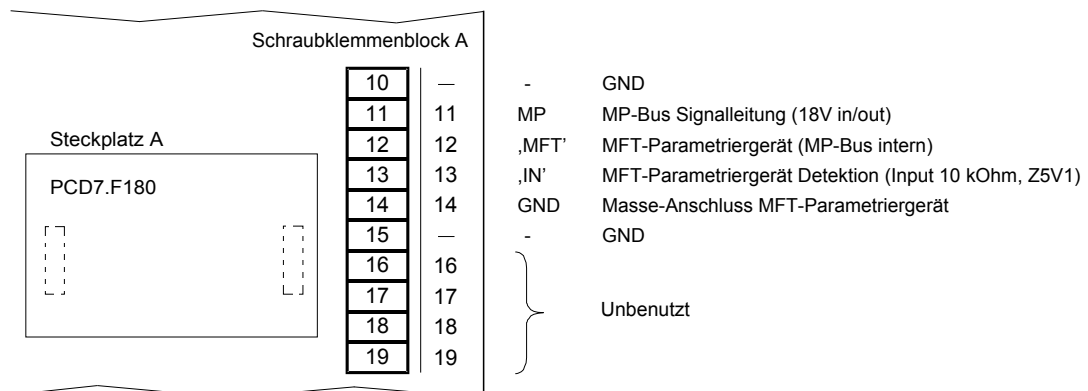 Schraubklemmenblock A
10 — - GND
11 11 MP MP-Bus Signalleitung (18V in/out)
Steckplatz A
12 12 ‚MFT’ MFT-Parametriergerät (MP-Bus intern)
13 13 ‚IN’ MFT-Parametriergerät Detektion (Input 10 kOhm, Z5V1)
PCD7.F180
14 14 GND Masse-Anschluss MFT-Parametriergerät
15 — - GND
16 16
17 17
Unbenutzt
18 18
19 19